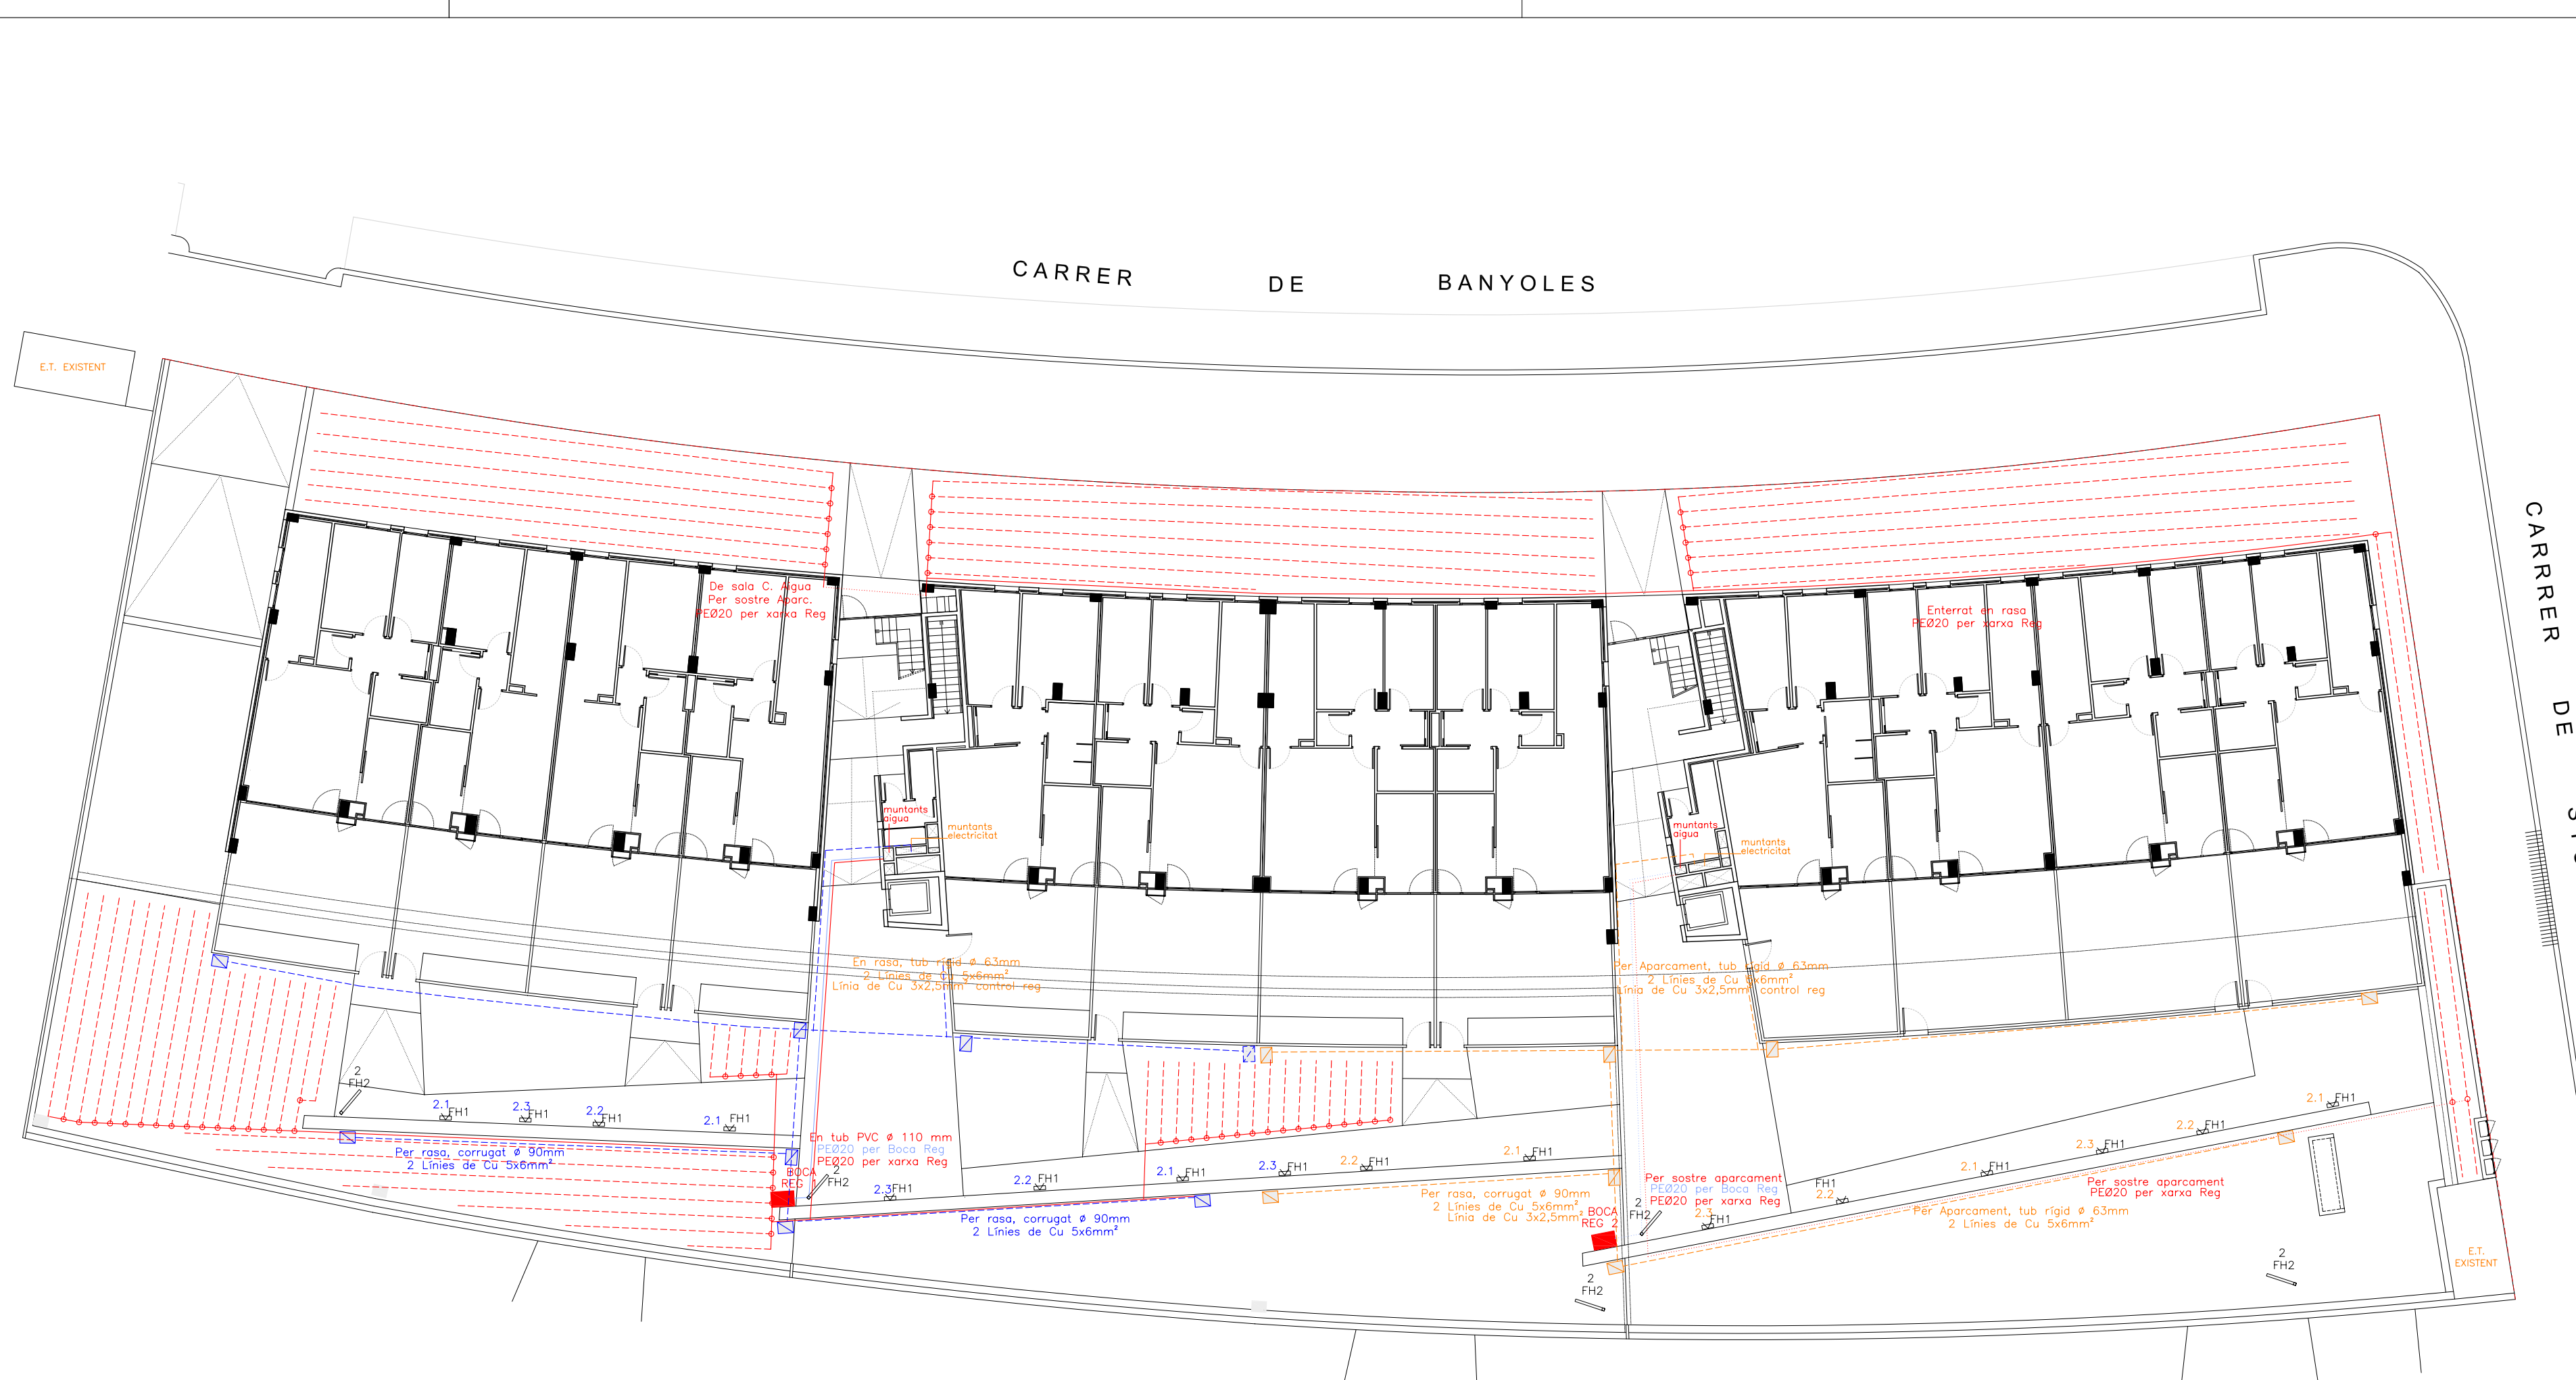 CARRER DE BANYOLES
E.T. EXISTENT
CARRER DE
De sala C. Aigua
Per sostre Aparc.
PEØ20 per xarxa Reg
Enterrat en rasa
PEØ20 per xarxa Reg
muntants
aigua
muntants
electricitat
muntants
aigua
muntants
electricitat
En rasa, tub rígid ø 63mm
2 Línies de Cu 5x6mm²
Línia de Cu 3x2,5mm² control reg
Per Aparcament, tub rígid ø 63mm
2 Línies de Cu 5x6mm²
Línia de Cu 3x2,5mm² control reg
2
FH2
2.1
FH1
2.3
FH1
2.2
FH1
2.1
FH1
Per rasa, corrugat ø 90mm
2 Línies de Cu 5x6mm²
En tub PVC ø 110 mm
PEØ20 per Boca Reg
PEØ20 per xarxa Reg
BOCA
REG
2
FH2
2.3
FH1
2.2
FH1
2.1
FH1
2.3
FH1
2.2
FH1
2.1
FH1
Per rasa, corrugat ø 90mm
2 Línies de Cu 5x6mm²
Per rasa, corrugat ø 90mm
2 Línies de Cu 5x6mm²
Línia de Cu 3x2,5mm²
BOCA
REG 2
Per sostre aparcament
PEØ20 per Boca Reg
PEØ20 per xarxa Reg
2
FH2
2.3
FH1
FH1
2.2
2.1
FH1
2.3
FH1
2.2
FH1
2.1
FH1
Per sostre aparcament
PEØ20 per xarxa Reg
Per Aparcament, tub rígid ø 63mm
2 Línies de Cu 5x6mm²
2
FH2
2
FH2
E.T.
EXISTENT